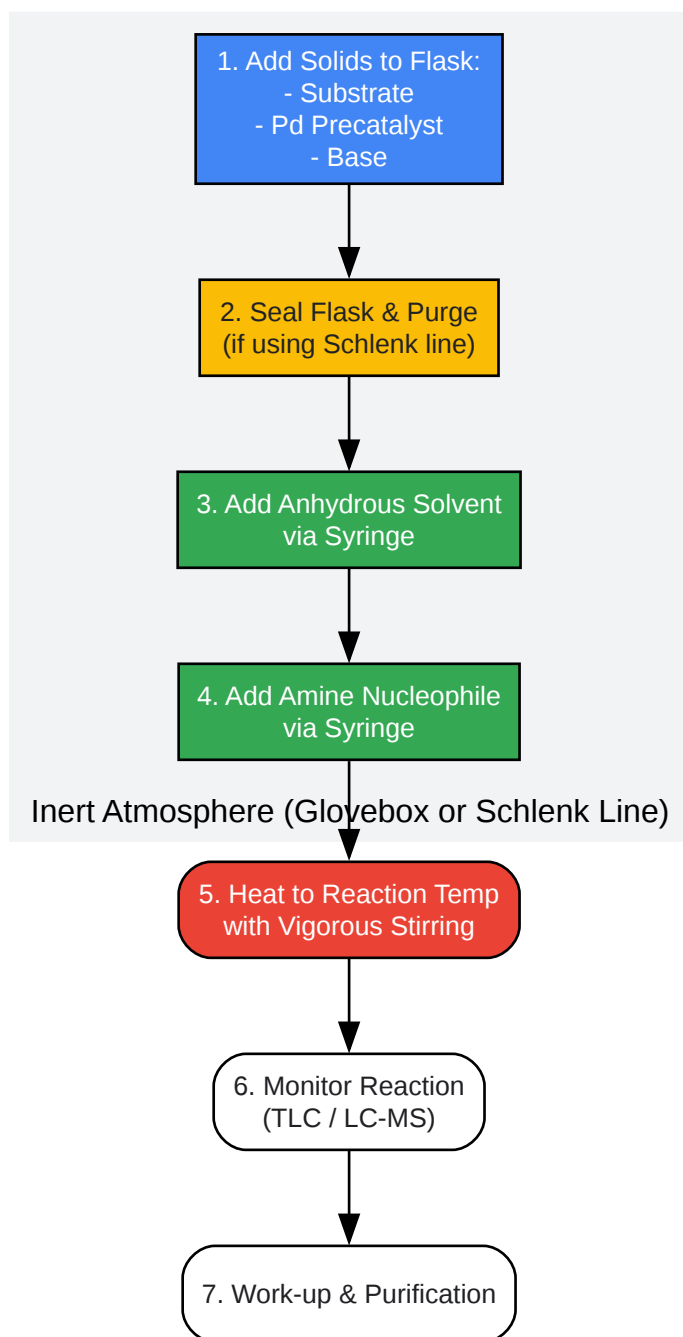 1. Add Solids to Flask:
- Substrate
- Pd Precatalyst
- Base
2. Seal Flask & Purge
(if using Schlenk line)
3. Add Anhydrous Solvent
via Syringe
4. Add Amine Nucleophile
via Syringe
Inert Atmosphere (Glovebox or Schlenk Line)
5. Heat to Reaction Temp
with Vigorous Stirring
6. Monitor Reaction
(TLC / LC-MS)
7. Work-up & Purification